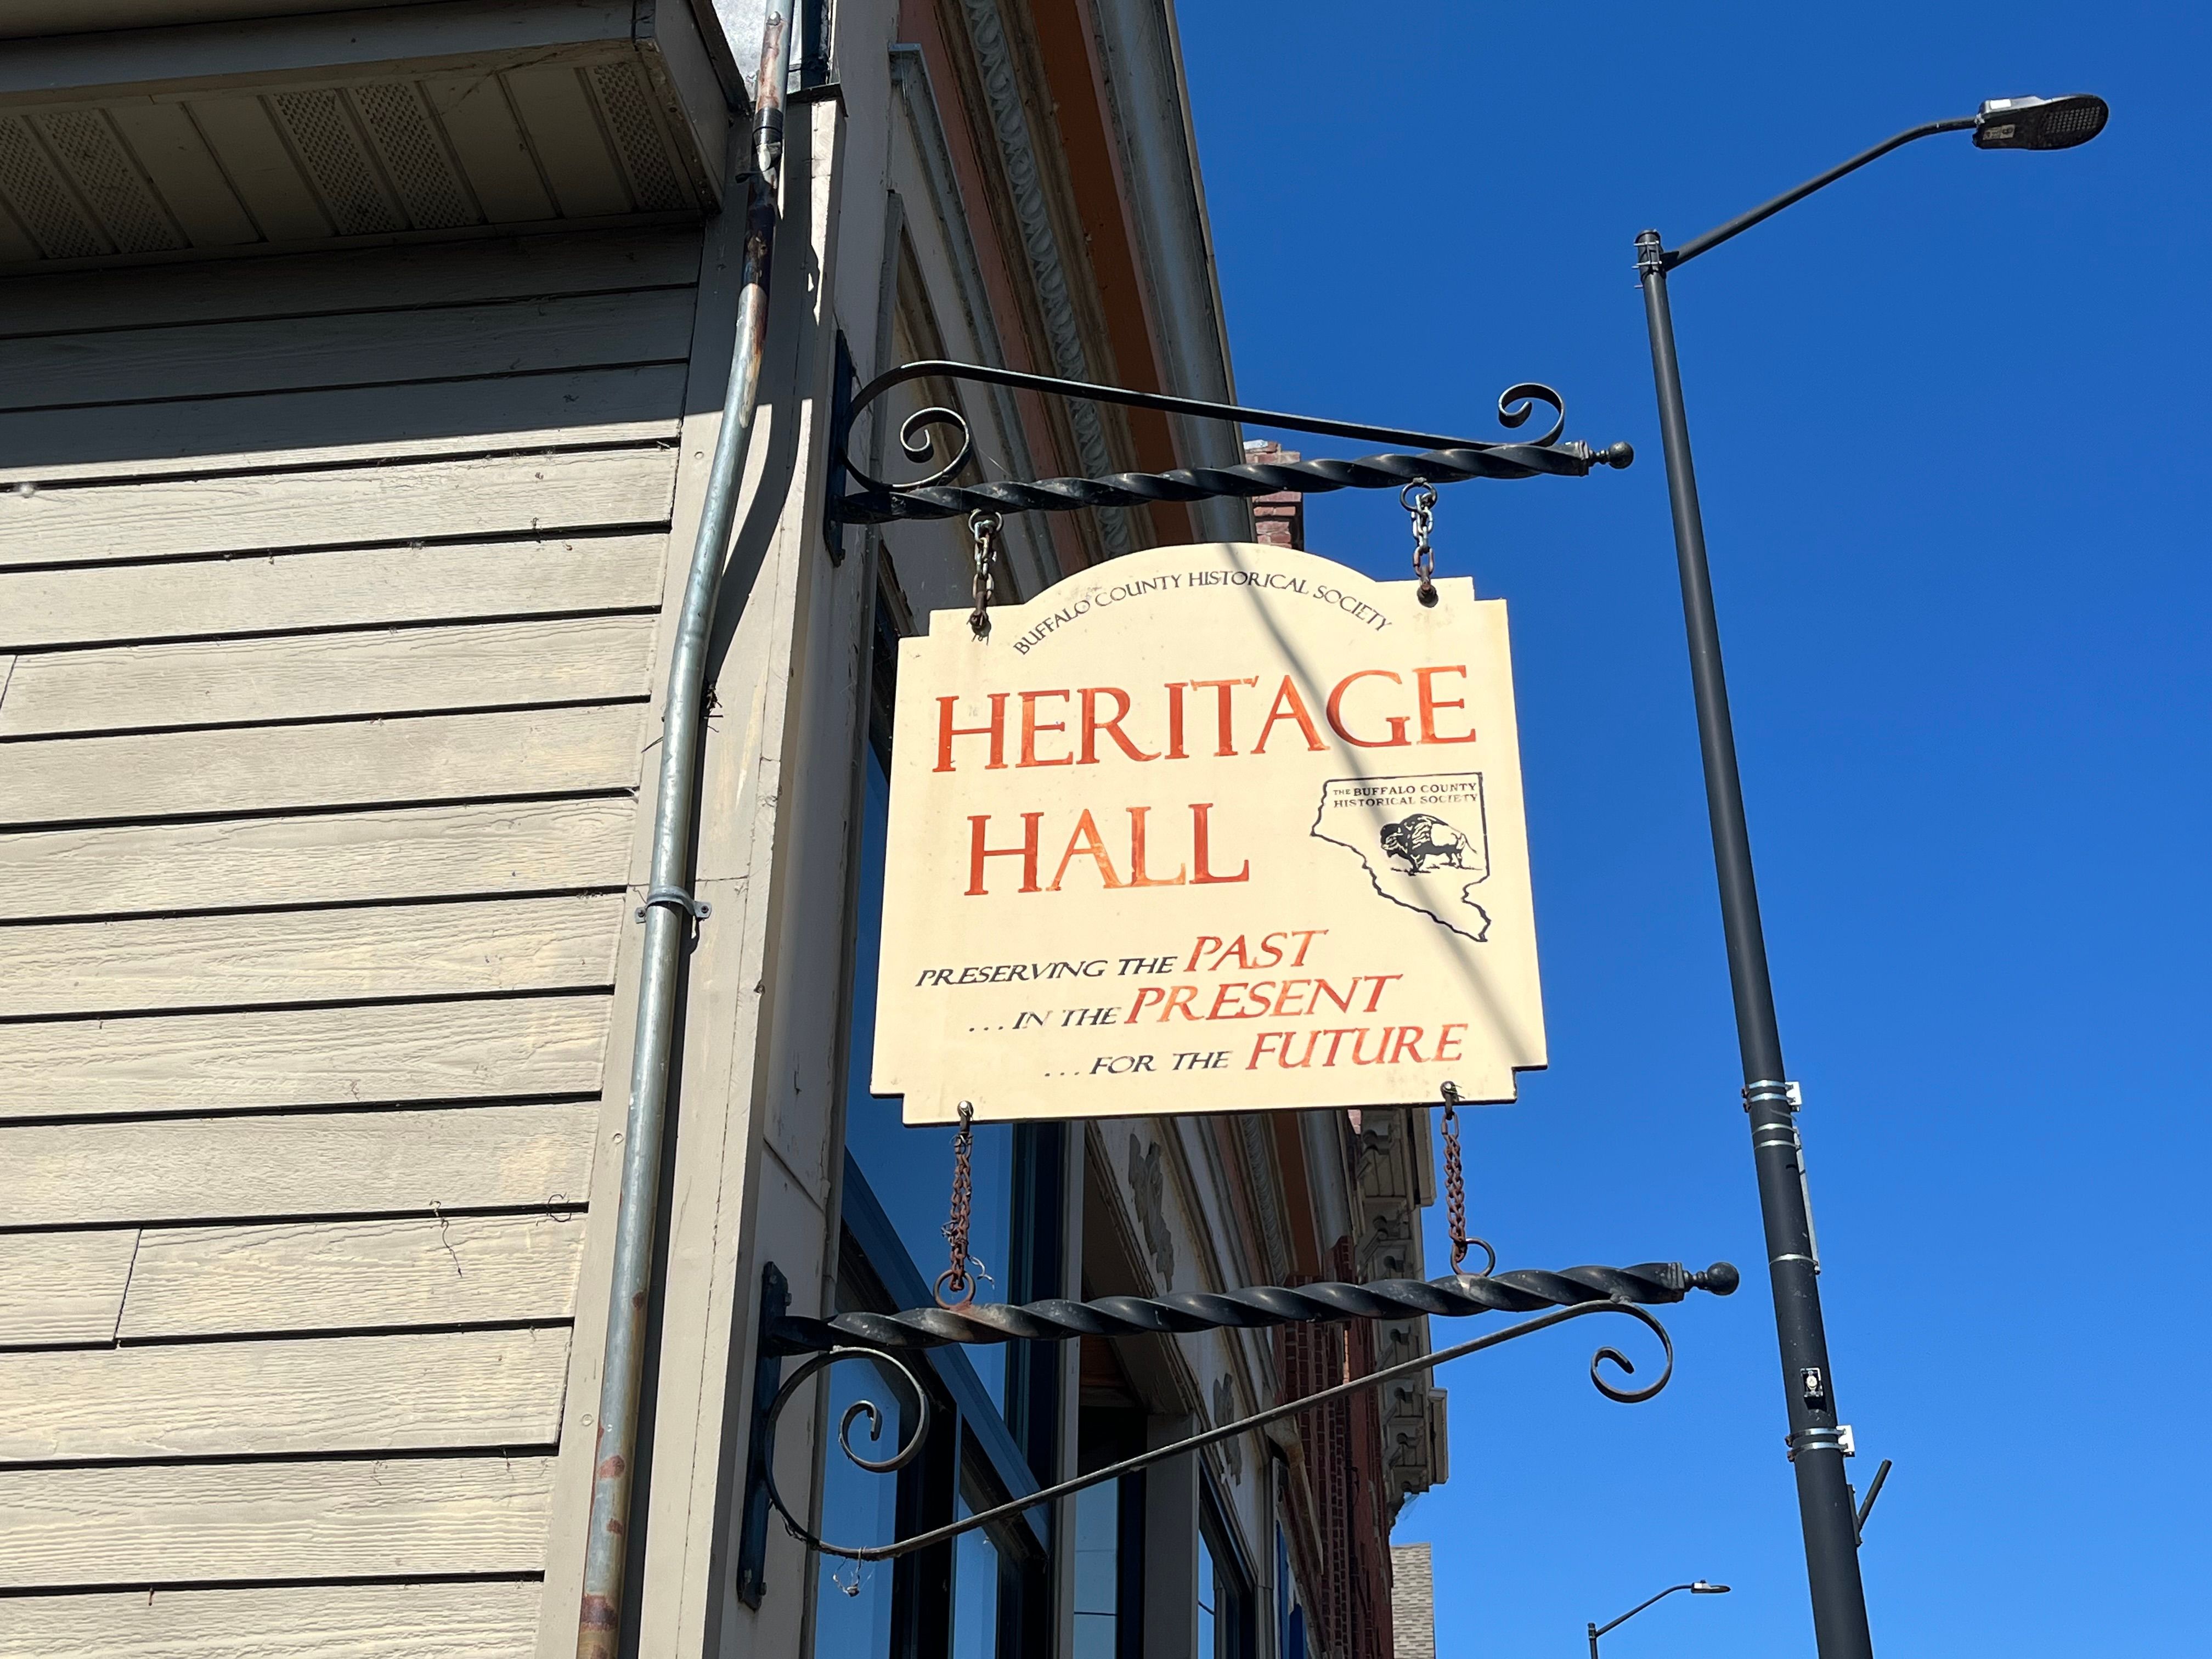 BUFFALO COUNTY HISTORICAL SOCIETY
HERITAGE
HALL
THE BUFFALO COUNTY
HISTORICAL SOCIETY
PRESERVING THE PAST
...IN THE PRESENT
...FOR THE FUTURE